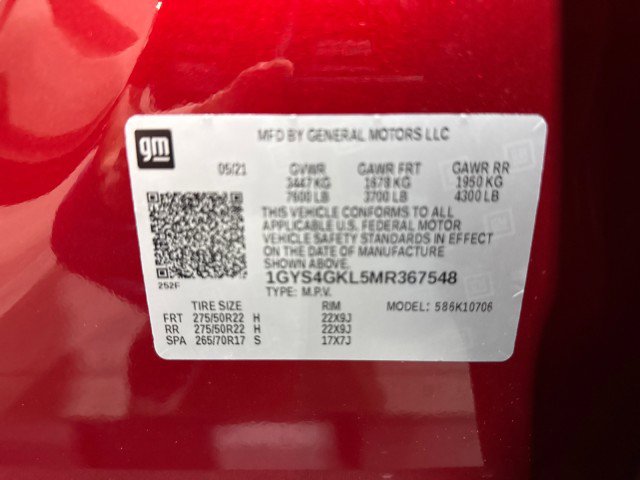 gm
MFD BY GENERAL MOTORS LLC
05/21 GVWR GAWR FRT GAWR RR
3447 KG 1678 KG 1950 KG
7600 LB 3700 LB 4300 LB
THIS VEHICLE CONFORMS TO ALL
APPLICABLE U.S. FEDERAL MOTOR
VEHICLE SAFETY STANDARDS IN EFFECT
ON THE DATE OF MANUFACTURE
SHOWN ABOVE.
252F 1GYS4GKL5MR367548
TYPE: M.P.V.
TIRE SIZE RIM MODEL: 586K10706
FRT 275/50R22 H 22X9J
RR 275/50R22 H 22X9J
SPA 265/70R17 S 17X7J